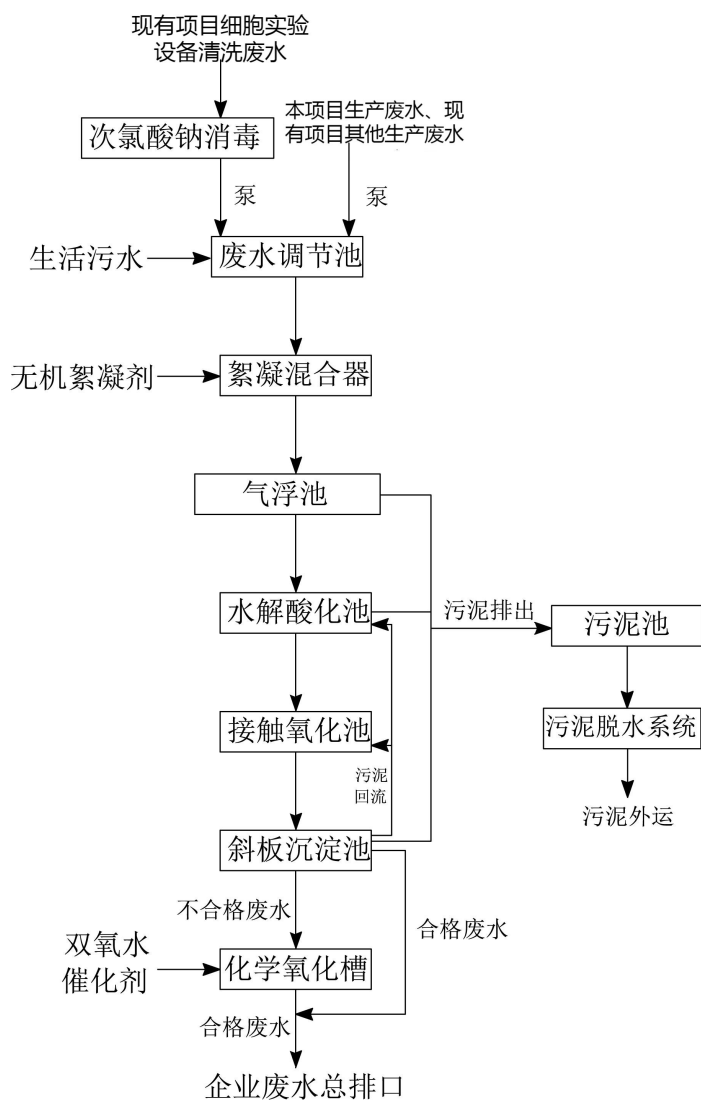 现有项目细胞实验
设备清洗废水
本项目生产废水、现
有项目其他生产废水
次氯酸钠消毒
泵
泵
生活污水
废水调节池
无机絮凝剂
絮凝混合器
气浮池
水解酸化池
污泥排出
污泥池
接触氧化池
污泥脱水系统
污泥
回流
污泥外运
斜板沉淀池
不合格废水
合格废水
双氧水
催化剂
化学氧化槽
合格废水
企业废水总排口